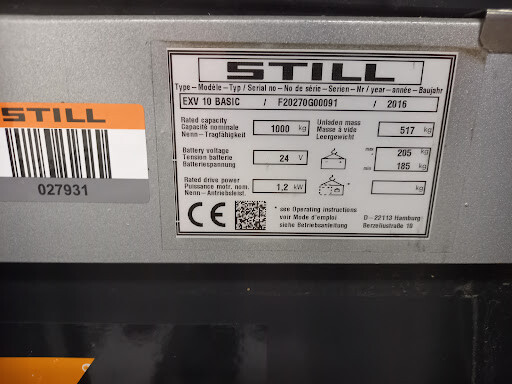 STILL
Type - Modèle - Typ / Serial no - No de série - Serien - Nr / year - année - Baujahr
EXV 10 BASIC / F20270G00091 / 2016
Rated capacity
Capacité nominale
Nenn - Tragfähigkeit
1000 kg
Unladen mass
Masse à vide
Leergewicht
517 kg
Battery voltage
Tension batterie
Batteriespannung
24 V
max 205 kg
min 185 kg
Rated drive power
Puissance motr. nom.
Nenn - Antriebsleist.
1,2 kW
kg
CE
* see Operating instructions
voir Mode d'emploi
siehe Betriebsanleitung
D - 22113 Hamburg
Berzeliusstraße 10
STILL
027931